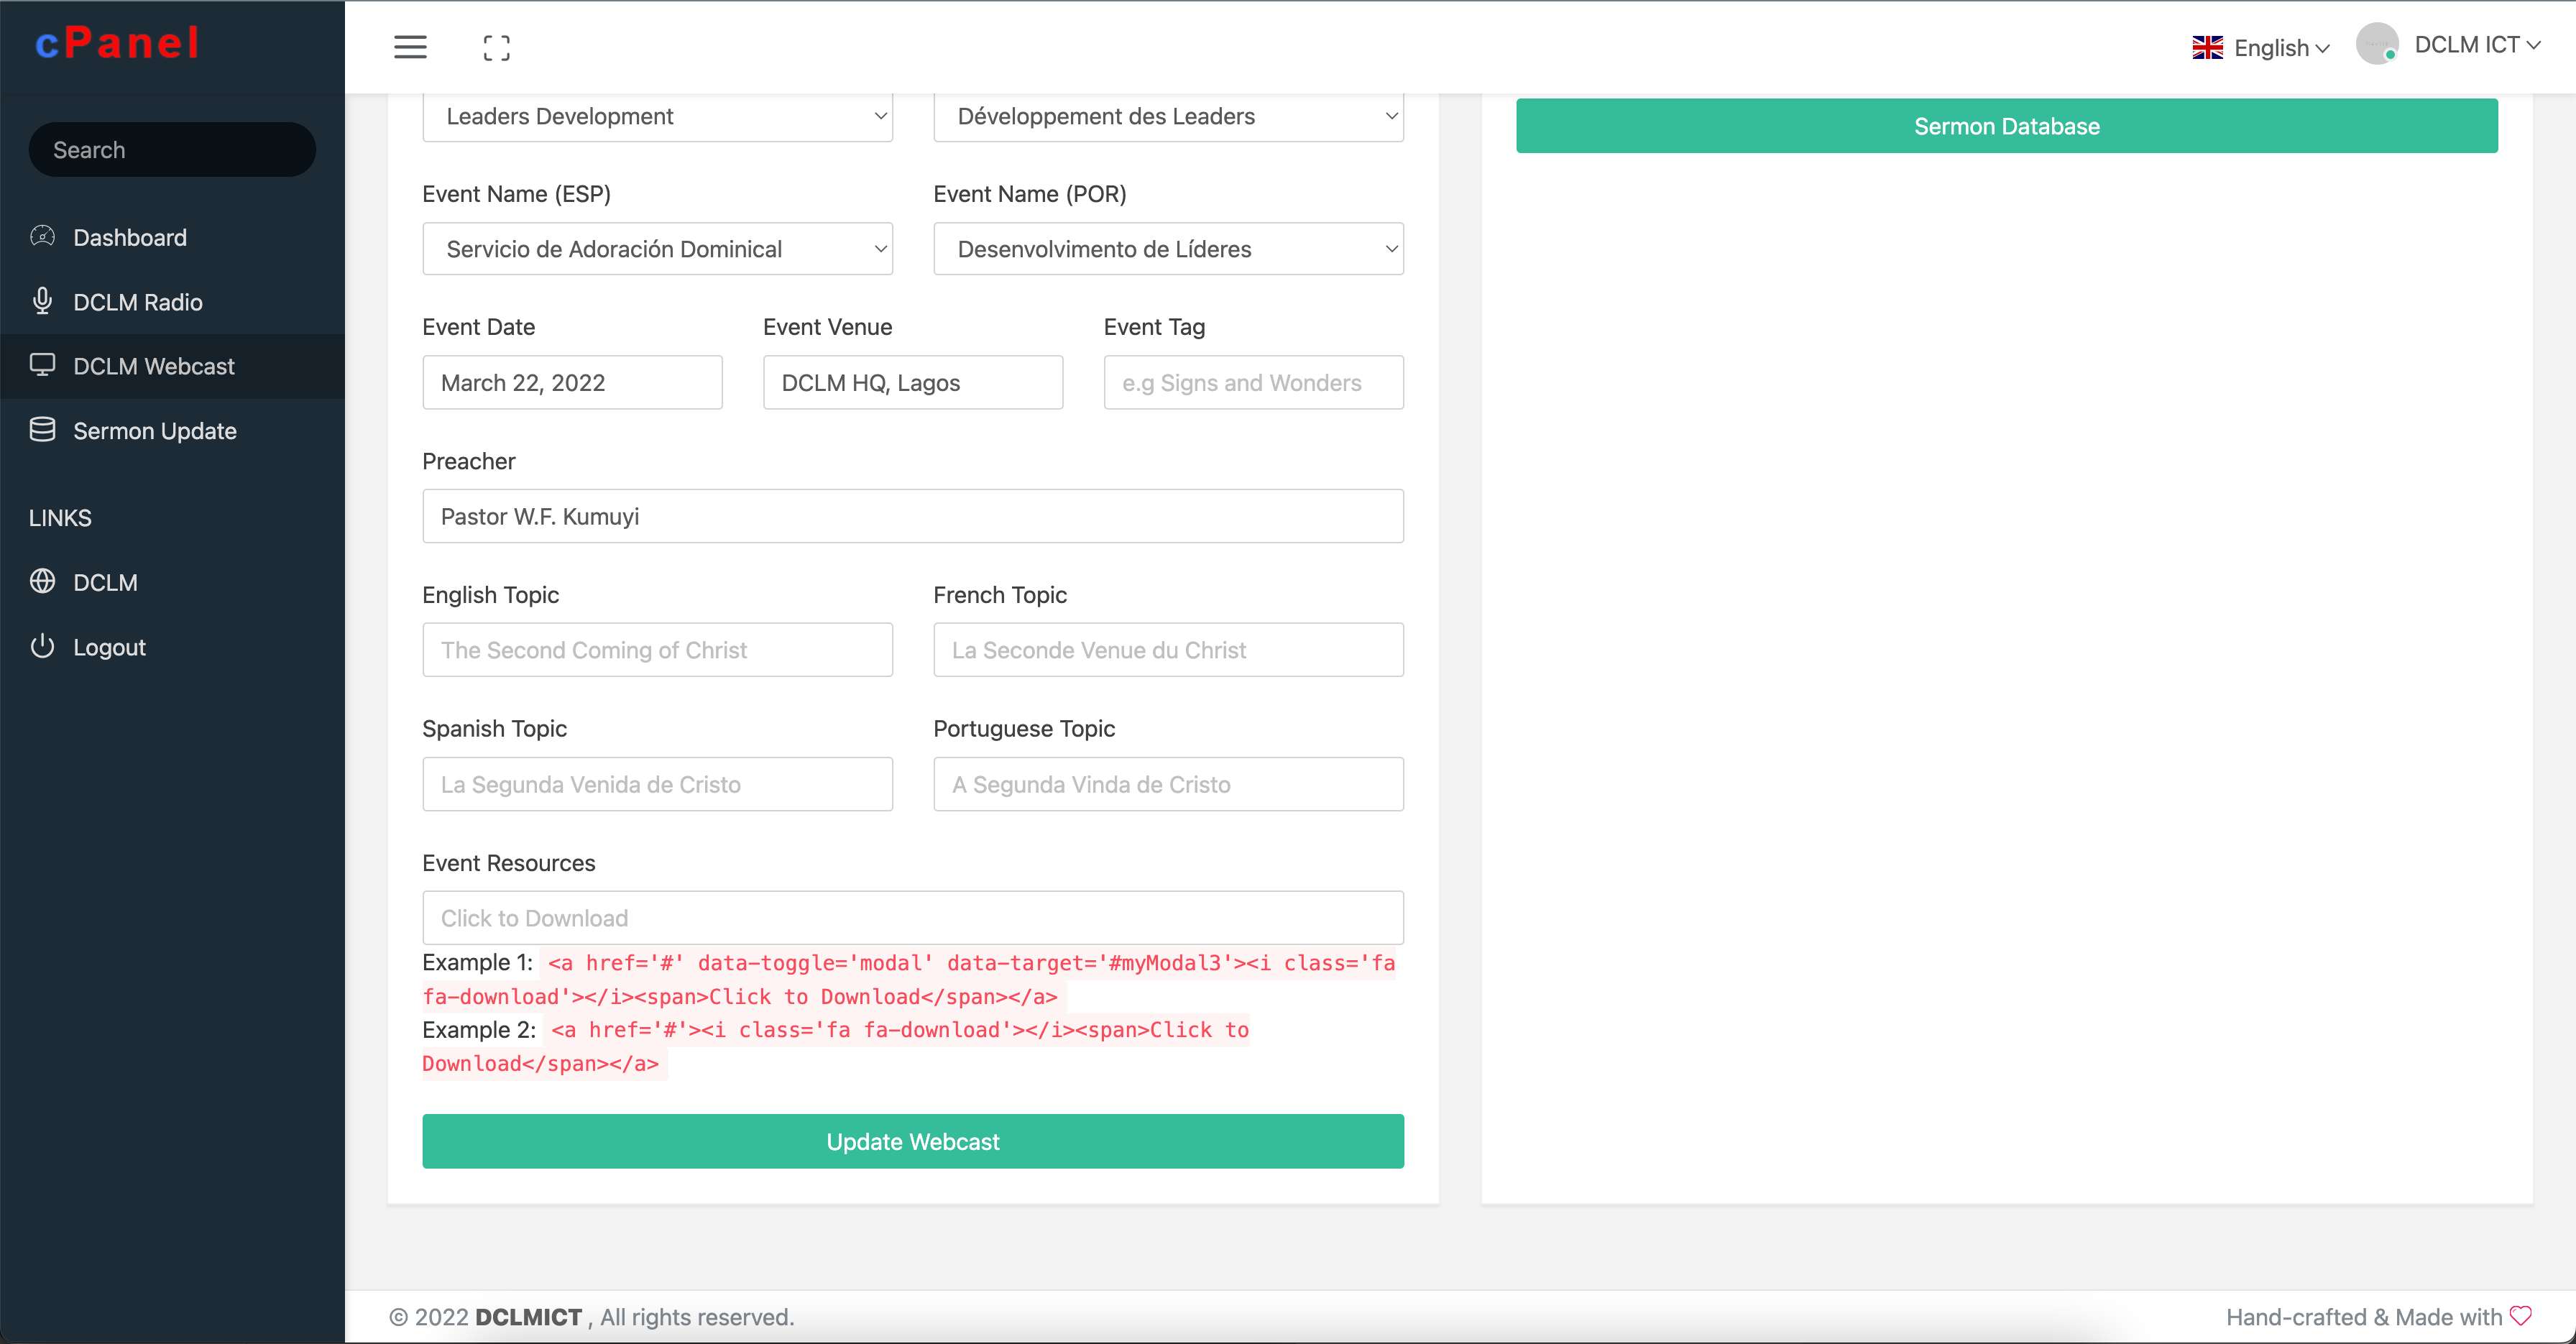 cPanel
Search
Dashboard
DCLM Radio
DCLM Webcast
Sermon Update
LINKS
DCLM
Logout
English
DCLM ICT
Leaders Development
Développement des Leaders
Sermon Database
Event Name (ESP)
Event Name (POR)
Servicio de Adoración Dominical
Desenvolvimento de Líderes
Event Date
Event Venue
Event Tag
March 22, 2022
DCLM HQ, Lagos
e.g Signs and Wonders
Preacher
Pastor W.F. Kumuyi
English Topic
French Topic
The Second Coming of Christ
La Seconde Venue du Christ
Spanish Topic
Portuguese Topic
La Segunda Venida de Cristo
A Segunda Vinda de Cristo
Event Resources
Click to Download
Example 1: <a href='#' data-toggle='modal' data-target='#myModal3'><i class='fa
fa-download'></i><span>Click to Download</span></a>
Example 2: <a href='#'><i class='fa fa-download'></i><span>Click to
Download</span></a>
Update Webcast
© 2022 DCLMICT , All rights reserved.
Hand-crafted & Made with